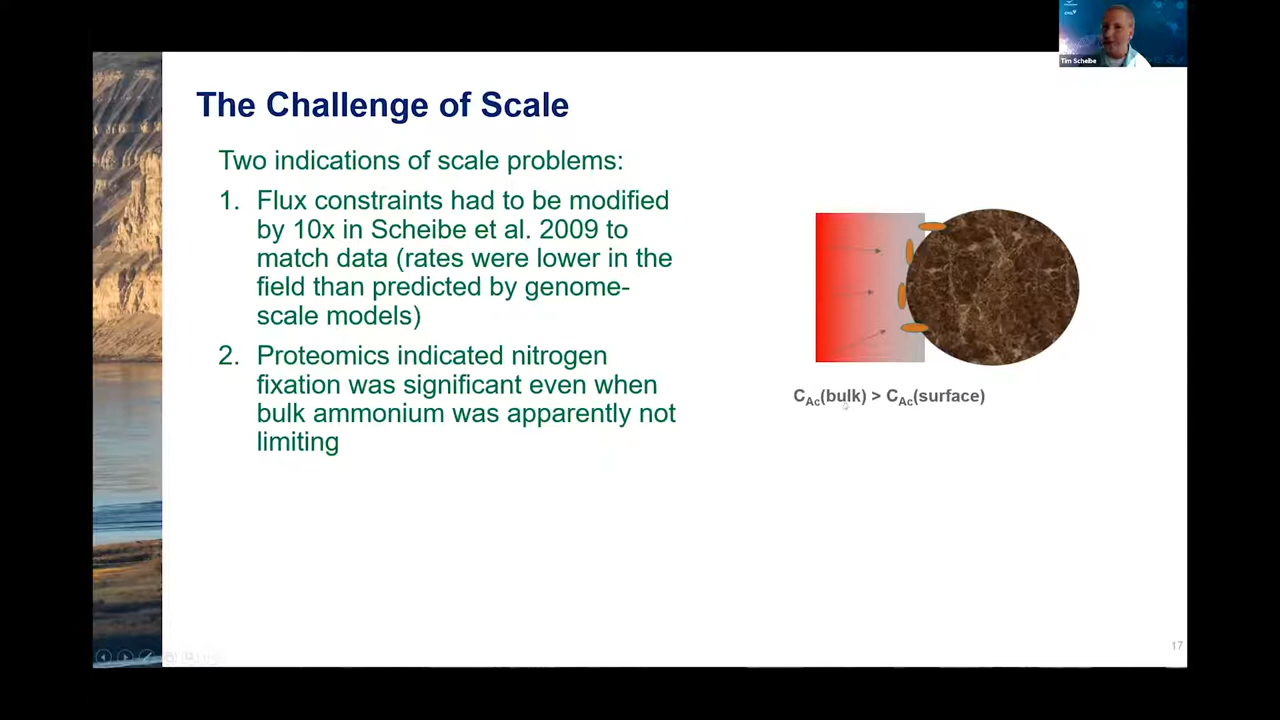 Tim Scheibe
The Challenge of Scale
Two indications of scale problems:
1. Flux constraints had to be modified
by 10x in Scheibe et al. 2009 to
match data (rates were lower in the
field than predicted by genome-
scale models)
2. Proteomics indicated nitrogen
fixation was significant even when
bulk ammonium was apparently not
limiting
CAc(bulk) > CAc(surface)
17